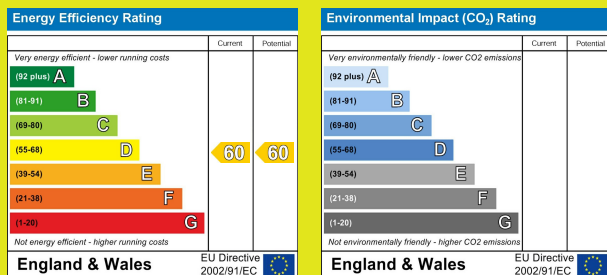 Energy Efficiency Rating
Current Potential
Very energy efficient - lower running costs
(92 plus) A
(81-91) B
(69-80) C
(55-68) D 60 60
(39-54) E
(21-38) F
(1-20) G
Not energy efficient - higher running costs
England & Wales
EU Directive
2002/91/EC
Environmental Impact (CO2) Rating
Current Potential
Very environmentally friendly - lower CO2 emissions
(92 plus) A
(81-91) B
(69-80) C
(55-68) D
(39-54) E
(21-38) F
(1-20) G
Not environmentally friendly - higher CO2 emissions
England & Wales
EU Directive
2002/91/EC